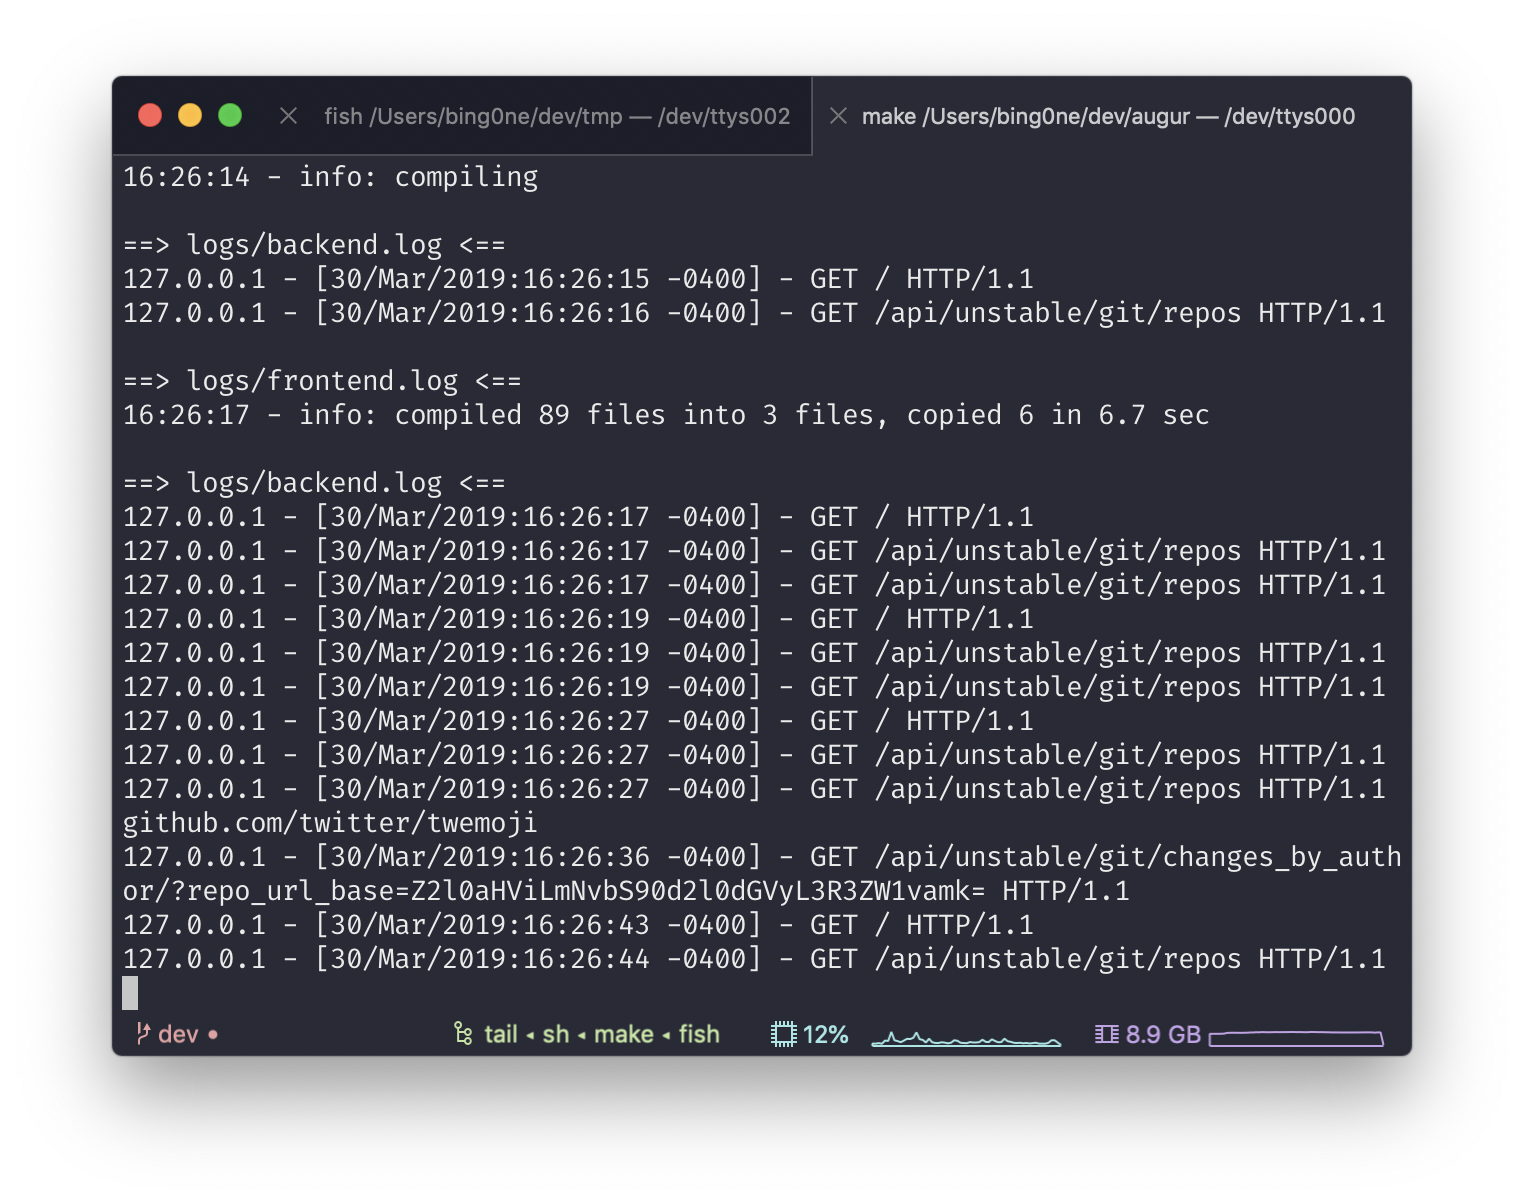 fish /Users/bing0ne/dev/tmp — /dev/ttys002
make /Users/bing0ne/dev/augur — /dev/ttys000
16:26:14 - info: compiling
==> logs/backend.log <==
127.0.0.1 - [30/Mar/2019:16:26:15 -0400] - GET / HTTP/1.1
127.0.0.1 - [30/Mar/2019:16:26:16 -0400] - GET /api/unstable/git/repos HTTP/1.1
==> logs/frontend.log <==
16:26:17 - info: compiled 89 files into 3 files, copied 6 in 6.7 sec
==> logs/backend.log <==
127.0.0.1 - [30/Mar/2019:16:26:17 -0400] - GET / HTTP/1.1
127.0.0.1 - [30/Mar/2019:16:26:17 -0400] - GET /api/unstable/git/repos HTTP/1.1
127.0.0.1 - [30/Mar/2019:16:26:17 -0400] - GET /api/unstable/git/repos HTTP/1.1
127.0.0.1 - [30/Mar/2019:16:26:19 -0400] - GET / HTTP/1.1
127.0.0.1 - [30/Mar/2019:16:26:19 -0400] - GET /api/unstable/git/repos HTTP/1.1
127.0.0.1 - [30/Mar/2019:16:26:19 -0400] - GET /api/unstable/git/repos HTTP/1.1
127.0.0.1 - [30/Mar/2019:16:26:27 -0400] - GET / HTTP/1.1
127.0.0.1 - [30/Mar/2019:16:26:27 -0400] - GET /api/unstable/git/repos HTTP/1.1
127.0.0.1 - [30/Mar/2019:16:26:27 -0400] - GET /api/unstable/git/repos HTTP/1.1
github.com/twitter/twemoji
127.0.0.1 - [30/Mar/2019:16:26:36 -0400] - GET /api/unstable/git/changes_by_auth
or/?repo_url_base=Z2l0aHViLmNvbS90d2l0dGVyL3R3ZW1vamk= HTTP/1.1
127.0.0.1 - [30/Mar/2019:16:26:43 -0400] - GET / HTTP/1.1
127.0.0.1 - [30/Mar/2019:16:26:44 -0400] - GET /api/unstable/git/repos HTTP/1.1
dev • tail ◂ sh ◂ make ◂ fish 12% 8.9 GB